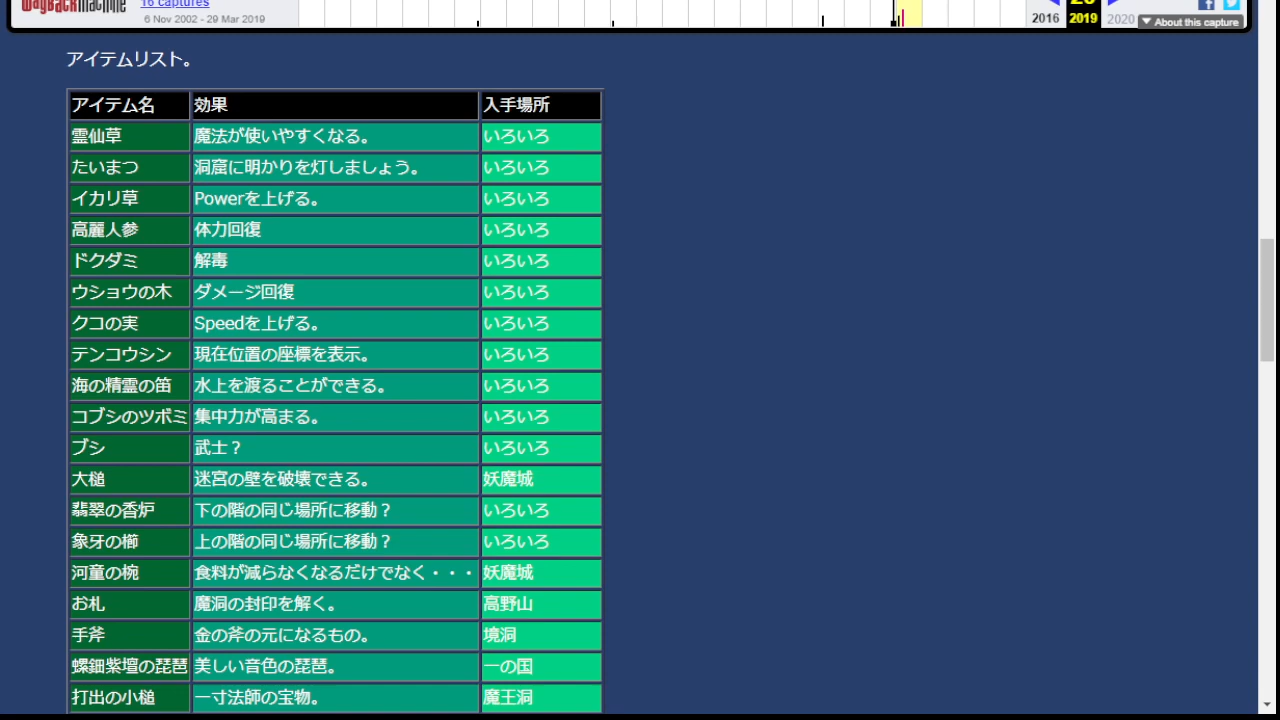 WayBackMachine
16 captures
6 Nov 2002 - 29 Mar 2019
2016 2019 2020
About this capture
アイテムリスト。
アイテム名 効果 入手場所
霊仙草 魔法が使いやすくなる。 いろいろ
たいまつ 洞窟に明かりを灯しましょう。 いろいろ
イカリ草 Powerを上げる。 いろいろ
高麗人参 体力回復 いろいろ
ドクダミ 解毒 いろいろ
ウショウの木 ダメージ回復 いろいろ
クコの実 Speedを上げる。 いろいろ
テンコウシン 現在位置の座標を表示。 いろいろ
海の精霊の笛 水上を渡ることができる。 いろいろ
コブシのツボミ 集中力が高まる。 いろいろ
ブシ 武士？ いろいろ
大槌 迷宮の壁を破壊できる。 妖魔城
翡翠の香炉 下の階の同じ場所に移動？ いろいろ
象牙の櫛 上の階の同じ場所に移動？ いろいろ
河童の椀 食料が減らなくなるだけでなく・・・ 妖魔城
お札 魔洞の封印を解く。 高野山
手斧 金の斧の元になるもの。 境洞
螺鈿紫壇の琵琶 美しい音色の琵琶。 一の国
打出の小槌 一寸法師の宝物。 魔王洞